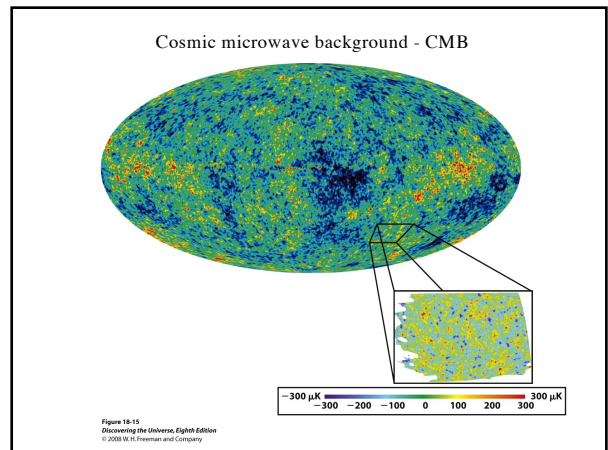 Cosmic microwave background - CMB
−300 μK 300 μK
−300 −200 −100 0 100 200 300
Figure 18-15
Discovering the Universe, Eighth Edition
© 2008 W. H. Freeman and Company